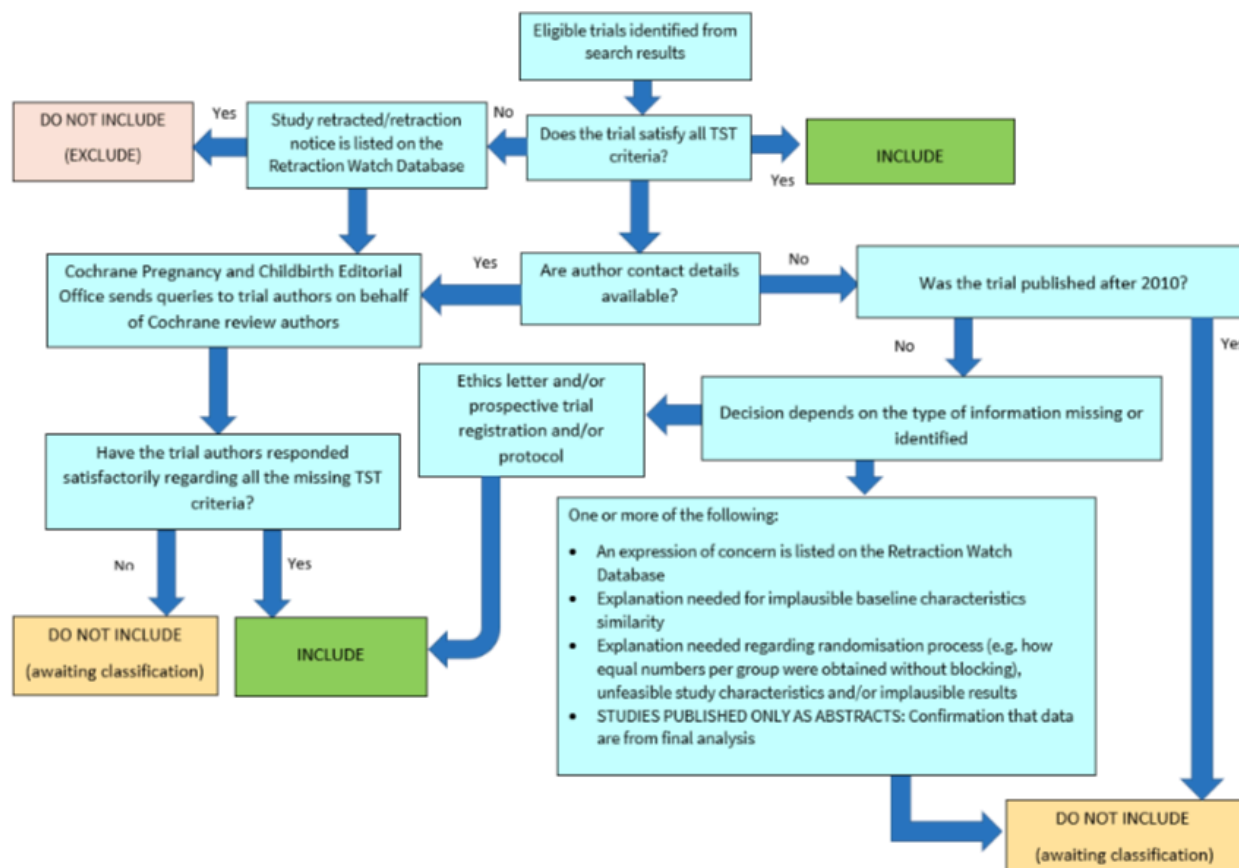 Eligible trials identified from
search results
DO NOT INCLUDE
(EXCLUDE)
Yes
Study retracted/retraction
notice is listed on the
Retraction Watch Database
No
Does the trial satisfy all TST
criteria?
Yes
INCLUDE
Cochrane Pregnancy and Childbirth Editorial
Office sends queries to trial authors on behalf
of Cochrane review authors
Yes
Are author contact details
available?
No
Was the trial published after 2010?
No
Yes
Ethics letter and/or
prospective trial
registration and/or
protocol
Decision depends on the type of information missing or
identified
Have the trial authors responded
satisfactorily regarding all the missing TST
criteria?
No
Yes
One or more of the following:
• An expression of concern is listed on the Retraction Watch
Database
• Explanation needed for implausible baseline characteristics
similarity
• Explanation needed regarding randomisation process (e.g. how
equal numbers per group were obtained without blocking),
unfeasible study characteristics and/or implausible results
• STUDIES PUBLISHED ONLY AS ABSTRACTS: Confirmation that data
are from final analysis
DO NOT INCLUDE
(awaiting classification)
INCLUDE
DO NOT INCLUDE
(awaiting classification)